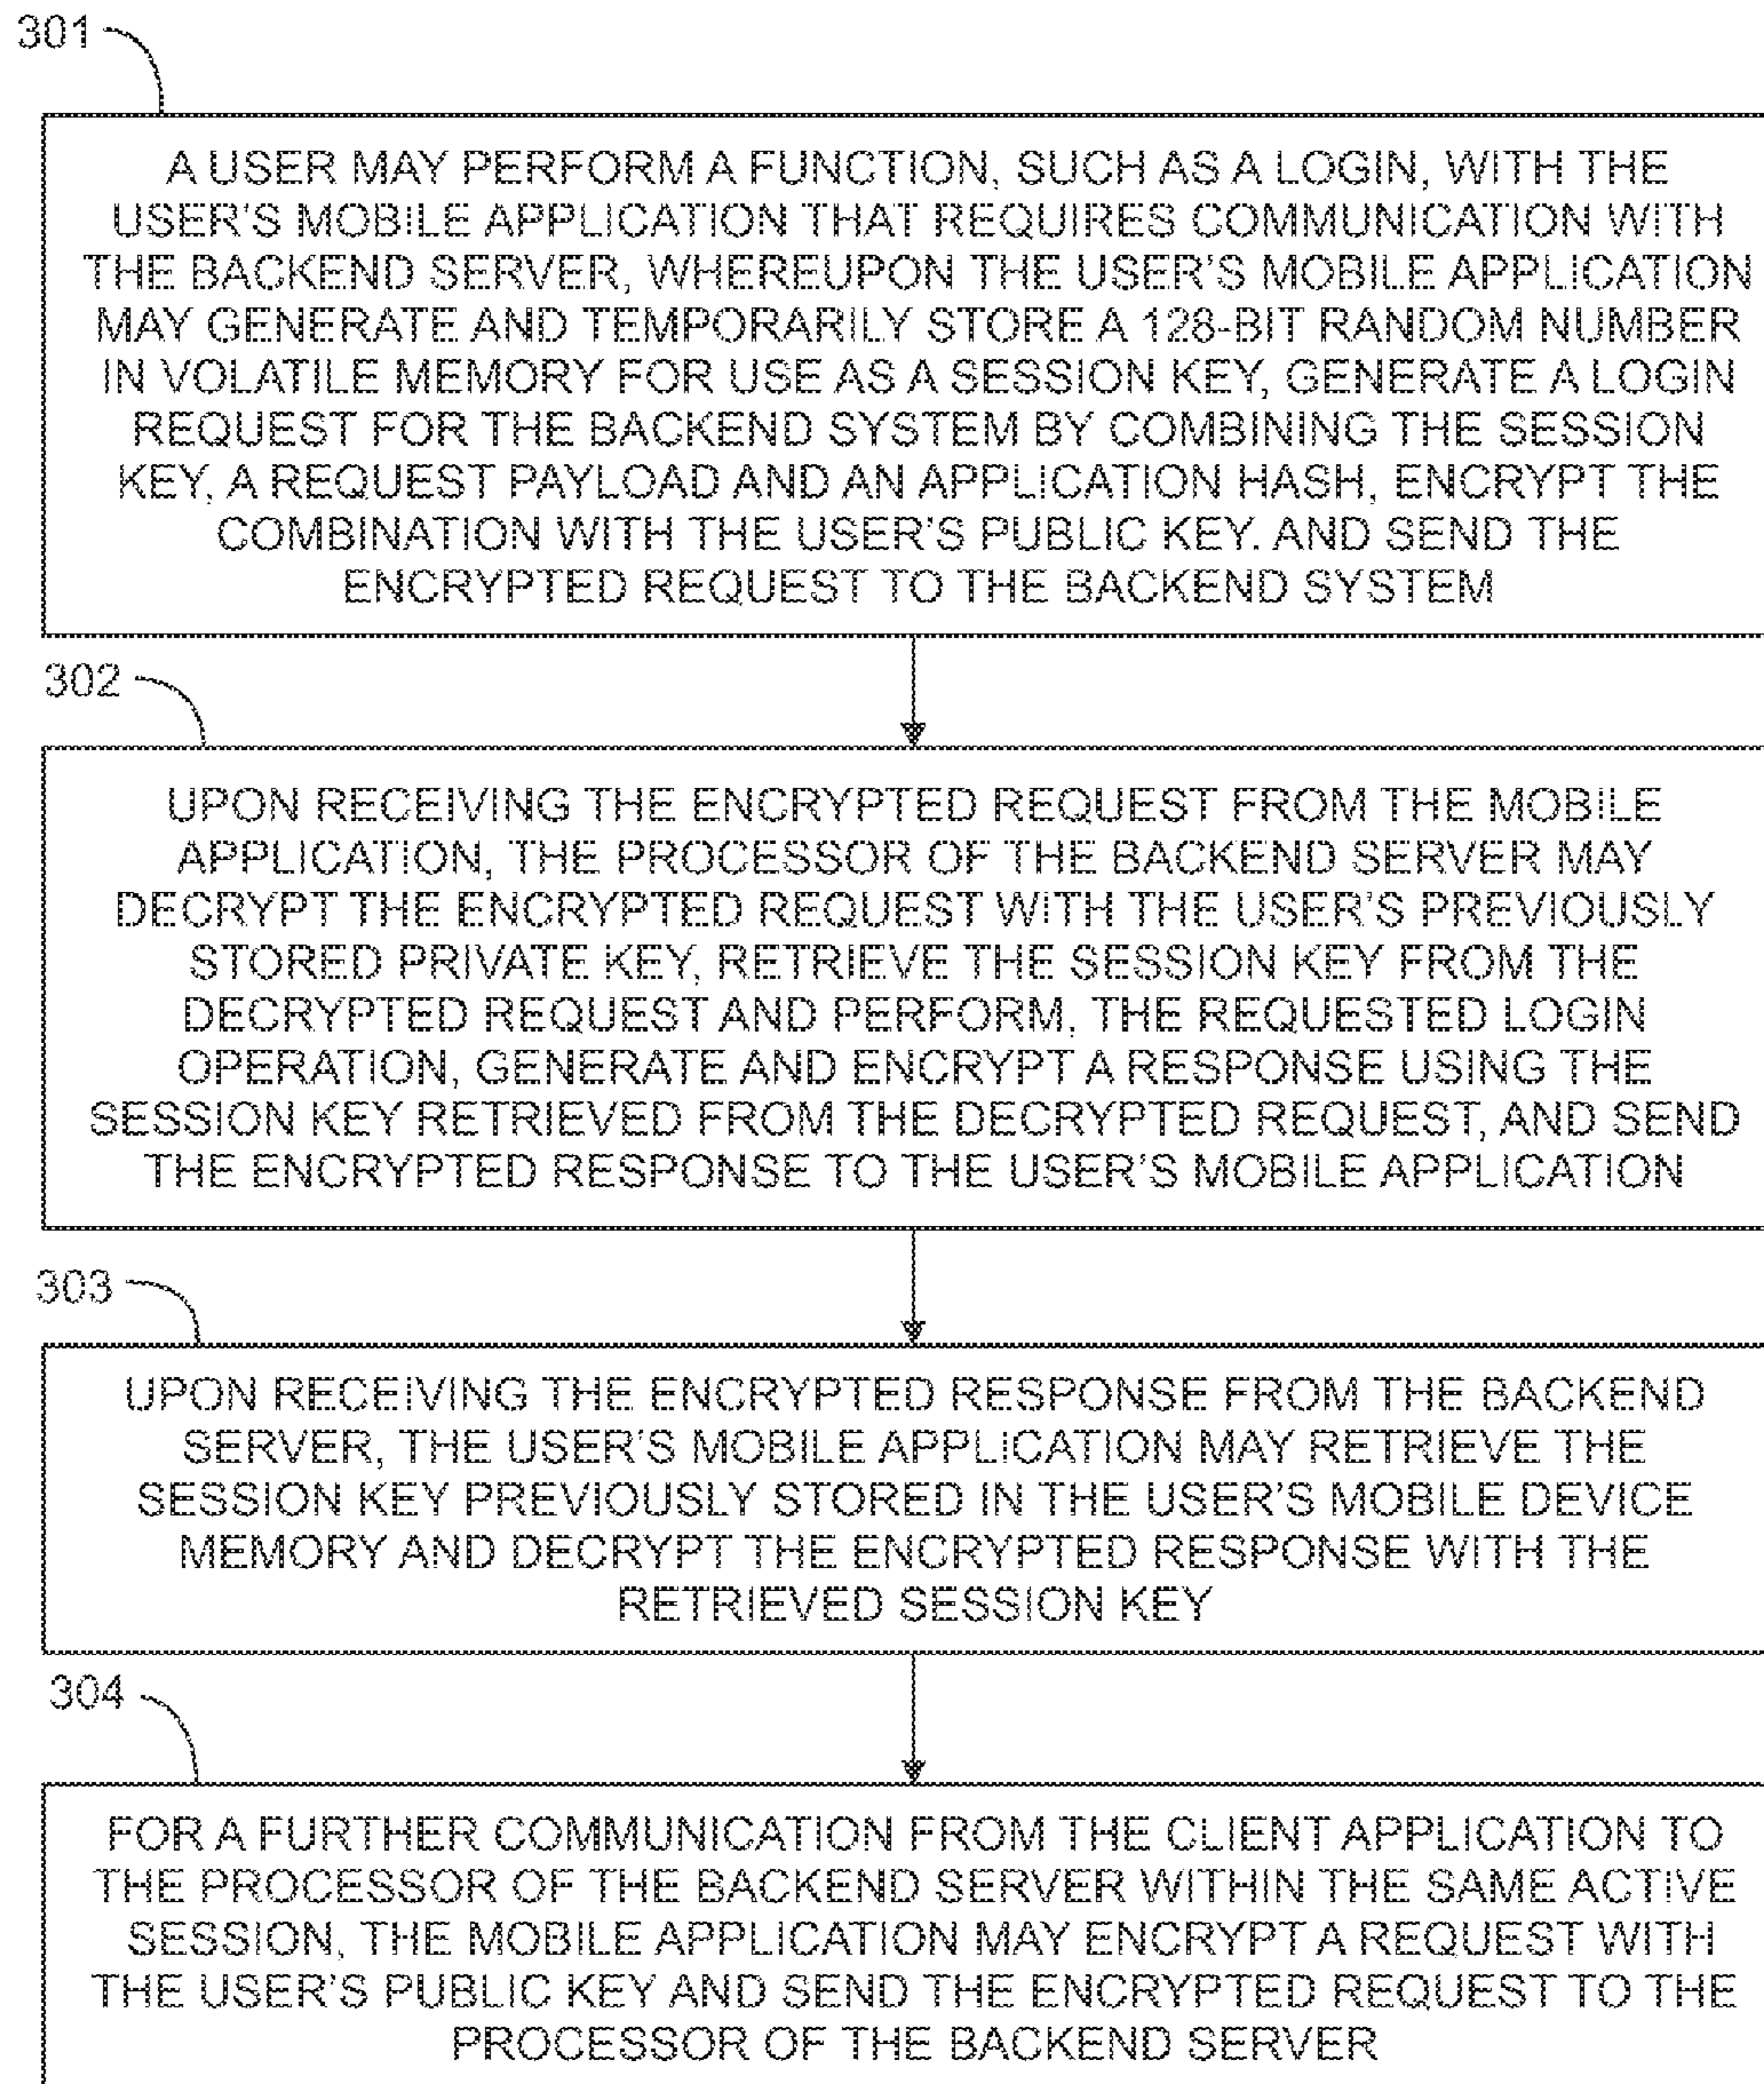 301
A USER MAY PERFORM A FUNCTION, SUCH AS A LOGIN, WITH THE
USER'S MOBILE APPLICATION THAT REQUIRES COMMUNICATION WITH
THE BACKEND SERVER, WHEREUPON THE USER'S MOBILE APPLICATION
MAY GENERATE AND TEMPORARILY STORE A 128-BIT RANDOM NUMBER
IN VOLATILE MEMORY FOR USE AS A SESSION KEY, GENERATE A LOGIN
REQUEST FOR THE BACKEND SYSTEM BY COMBINING THE SESSION
KEY, A REQUEST PAYLOAD AND AN APPLICATION HASH, ENCRYPT THE
COMBINATION WITH THE USER'S PUBLIC KEY. AND SEND THE
ENCRYPTED REQUEST TO THE BACKEND SYSTEM
302
UPON RECEIVING THE ENCRYPTED REQUEST FROM THE MOBILE
APPLICATION, THE PROCESSOR OF THE BACKEND SERVER MAY
DECRYPT THE ENCRYPTED REQUEST WITH THE USER'S PREVIOUSLY
STORED PRIVATE KEY, RETRIEVE THE SESSION KEY FROM THE
DECRYPTED REQUEST AND PERFORM, THE REQUESTED LOGIN
OPERATION, GENERATE AND ENCRYPT A RESPONSE USING THE
SESSION KEY RETRIEVED FROM THE DECRYPTED REQUEST, AND SEND
THE ENCRYPTED RESPONSE TO THE USER'S MOBILE APPLICATION
303
UPON RECEIVING THE ENCRYPTED RESPONSE FROM THE BACKEND
SERVER, THE USER'S MOBILE APPLICATION MAY RETRIEVE THE
SESSION KEY PREVIOUSLY STORED IN THE USER'S MOBILE DEVICE
MEMORY AND DECRYPT THE ENCRYPTED RESPONSE WITH THE
RETRIEVED SESSION KEY
304
FOR A FURTHER COMMUNICATION FROM THE CLIENT APPLICATION TO
THE PROCESSOR OF THE BACKEND SERVER WITHIN THE SAME ACTIVE
SESSION, THE MOBILE APPLICATION MAY ENCRYPT A REQUEST WITH
THE USER'S PUBLIC KEY AND SEND THE ENCRYPTED REQUEST TO THE
PROCESSOR OF THE BACKEND SERVER